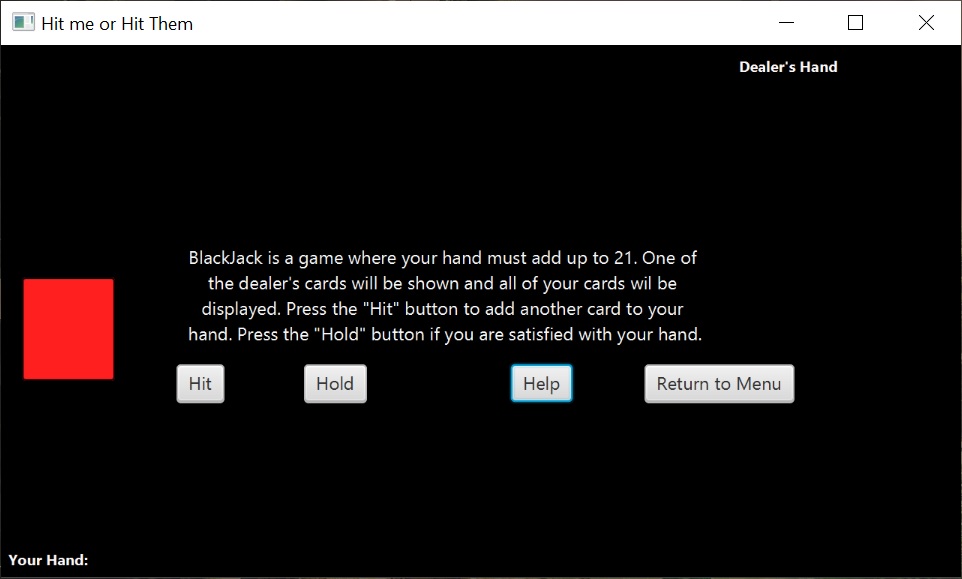 Hit me or Hit Them
Dealer's Hand
BlackJack is a game where your hand must add up to 21. One of
the dealer's cards will be shown and all of your cards wil be
displayed. Press the "Hit" button to add another card to your
hand. Press the "Hold" button if you are satisfied with your hand.
Hit
Hold
Help
Return to Menu
Your Hand: